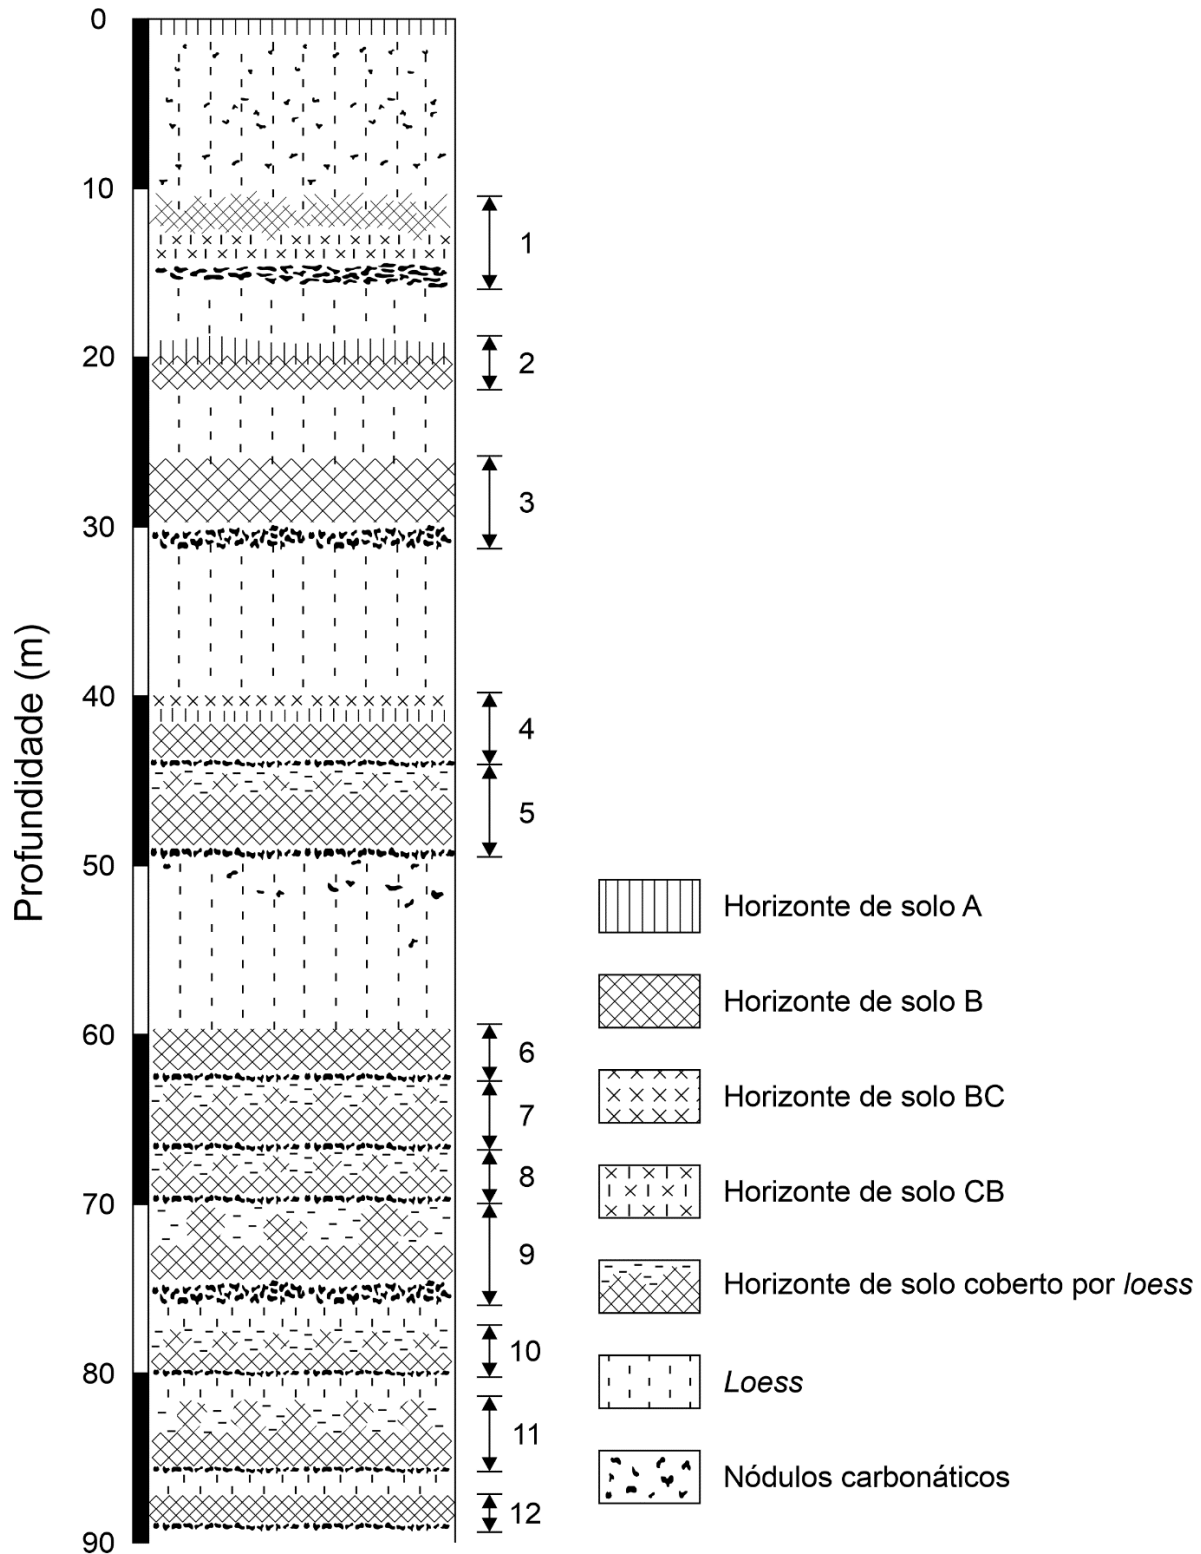 Profundidade (m)
0
10
20
30
40
50
60
70
80
90
1
2
3
4
5
6
7
8
9
10
11
12
Horizonte de solo A
Horizonte de solo B
Horizonte de solo BC
Horizonte de solo CB
Horizonte de solo coberto por loess
Loess
Nódulos carbonáticos